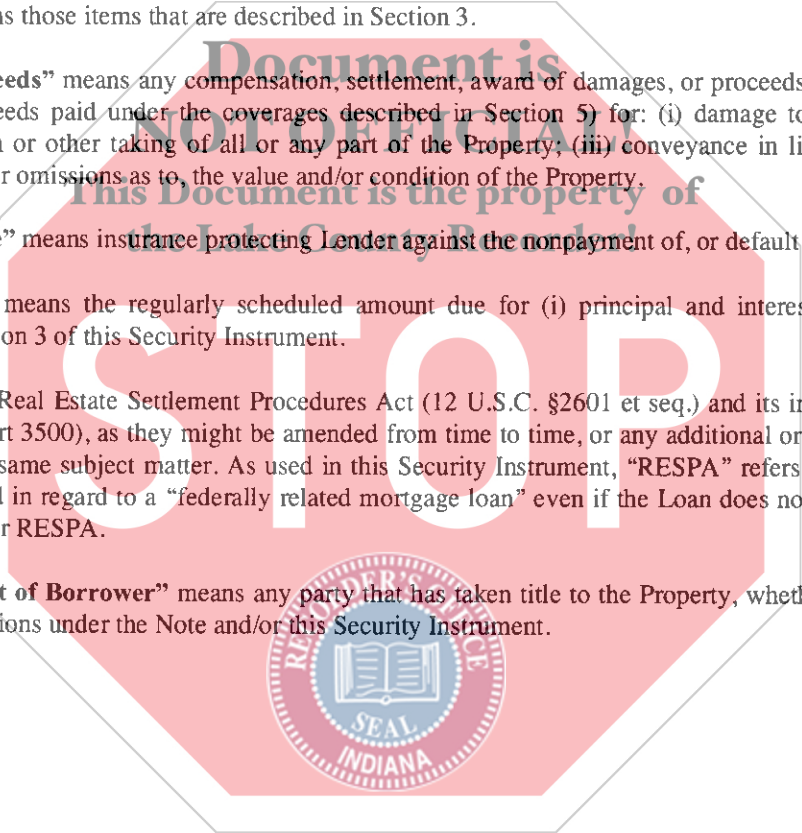 ns those items that are described in Section 3.
Document is
eeds” means any compensation, settlement, award of damages, or proceeds
eeds paid under the coverages described in Section 5) for: (i) damage to
NOT OFFICIAL!
n or other taking of all or any part of the Property; (iii) conveyance in li
r omissions as to, the value and/or condition of the Property.
This Document is the property of
the Lake County Recorder!
e” means insurance protecting Lender against the nonpayment of, or default
means the regularly scheduled amount due for (i) principal and interes
on 3 of this Security Instrument.
STOP
Real Estate Settlement Procedures Act (12 U.S.C. §2601 et seq.) and its in
rt 3500), as they might be amended from time to time, or any additional or
same subject matter. As used in this Security Instrument, “RESPA” refers
d in regard to a “federally related mortgage loan” even if the Loan does no
r RESPA.
t of Borrower” means any party that has taken title to the Property, wheth
ions under the Note and/or this Security Instrument.
RECORDER'S OFFICE
SEAL
INDIANA